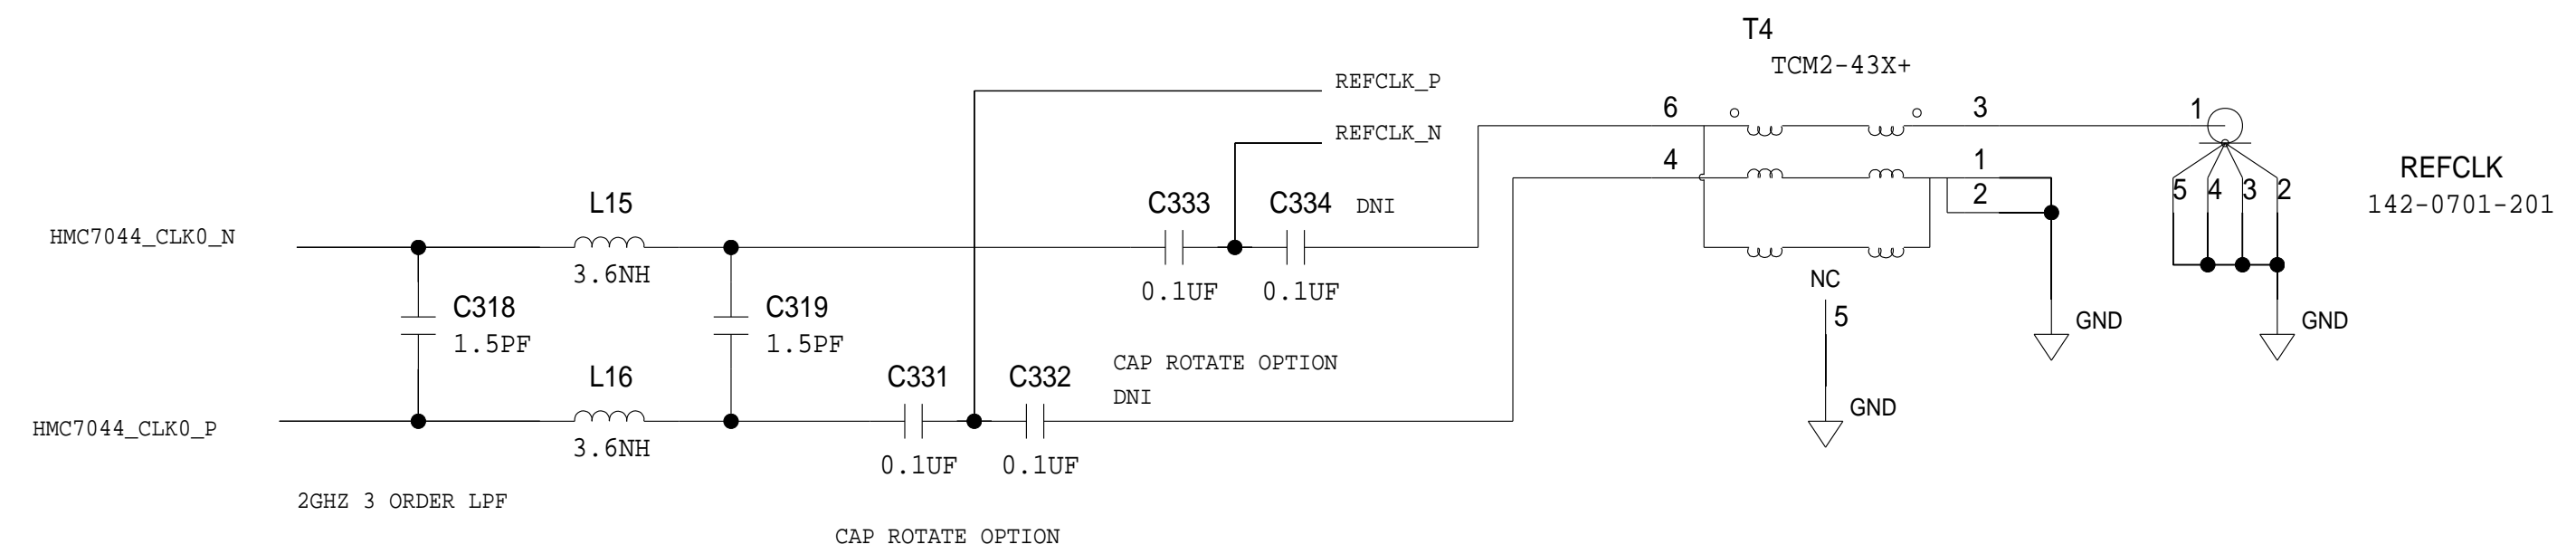 T4
TCM2-43X+
REFCLK_P
6
3
1
REFCLK_N
4
1
2
5
4
3
2
REFCLK
142-0701-201
L15
C333
C334
DNI
HMC7044_CLK0_N
3.6NH
0.1UF
0.1UF
NC
5
C318
1.5PF
C319
1.5PF
GND
GND
CAP ROTATE OPTION
DNI
L16
C331
C332
GND
HMC7044_CLK0_P
3.6NH
0.1UF
0.1UF
2GHZ 3 ORDER LPF
CAP ROTATE OPTION